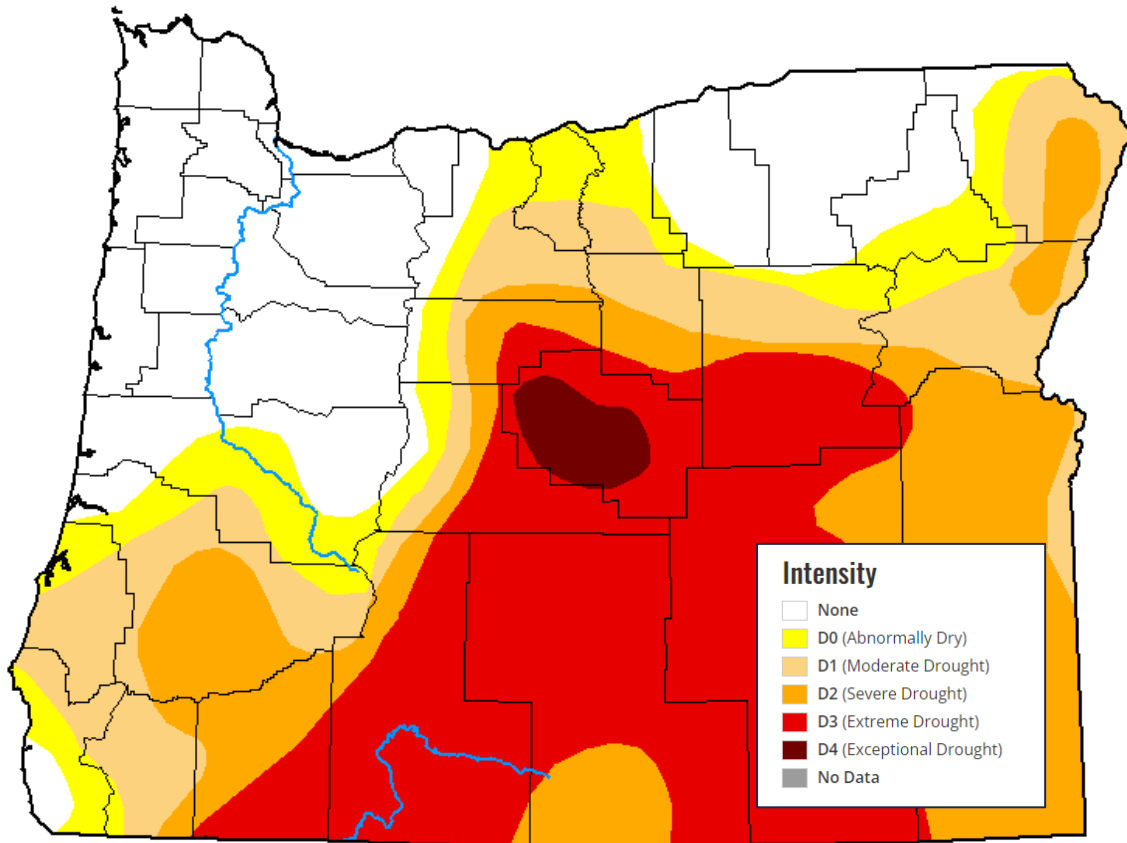 Intensity
None
D0 (Abnormally Dry)
D1 (Moderate Drought)
D2 (Severe Drought)
D3 (Extreme Drought)
D4 (Exceptional Drought)
No Data